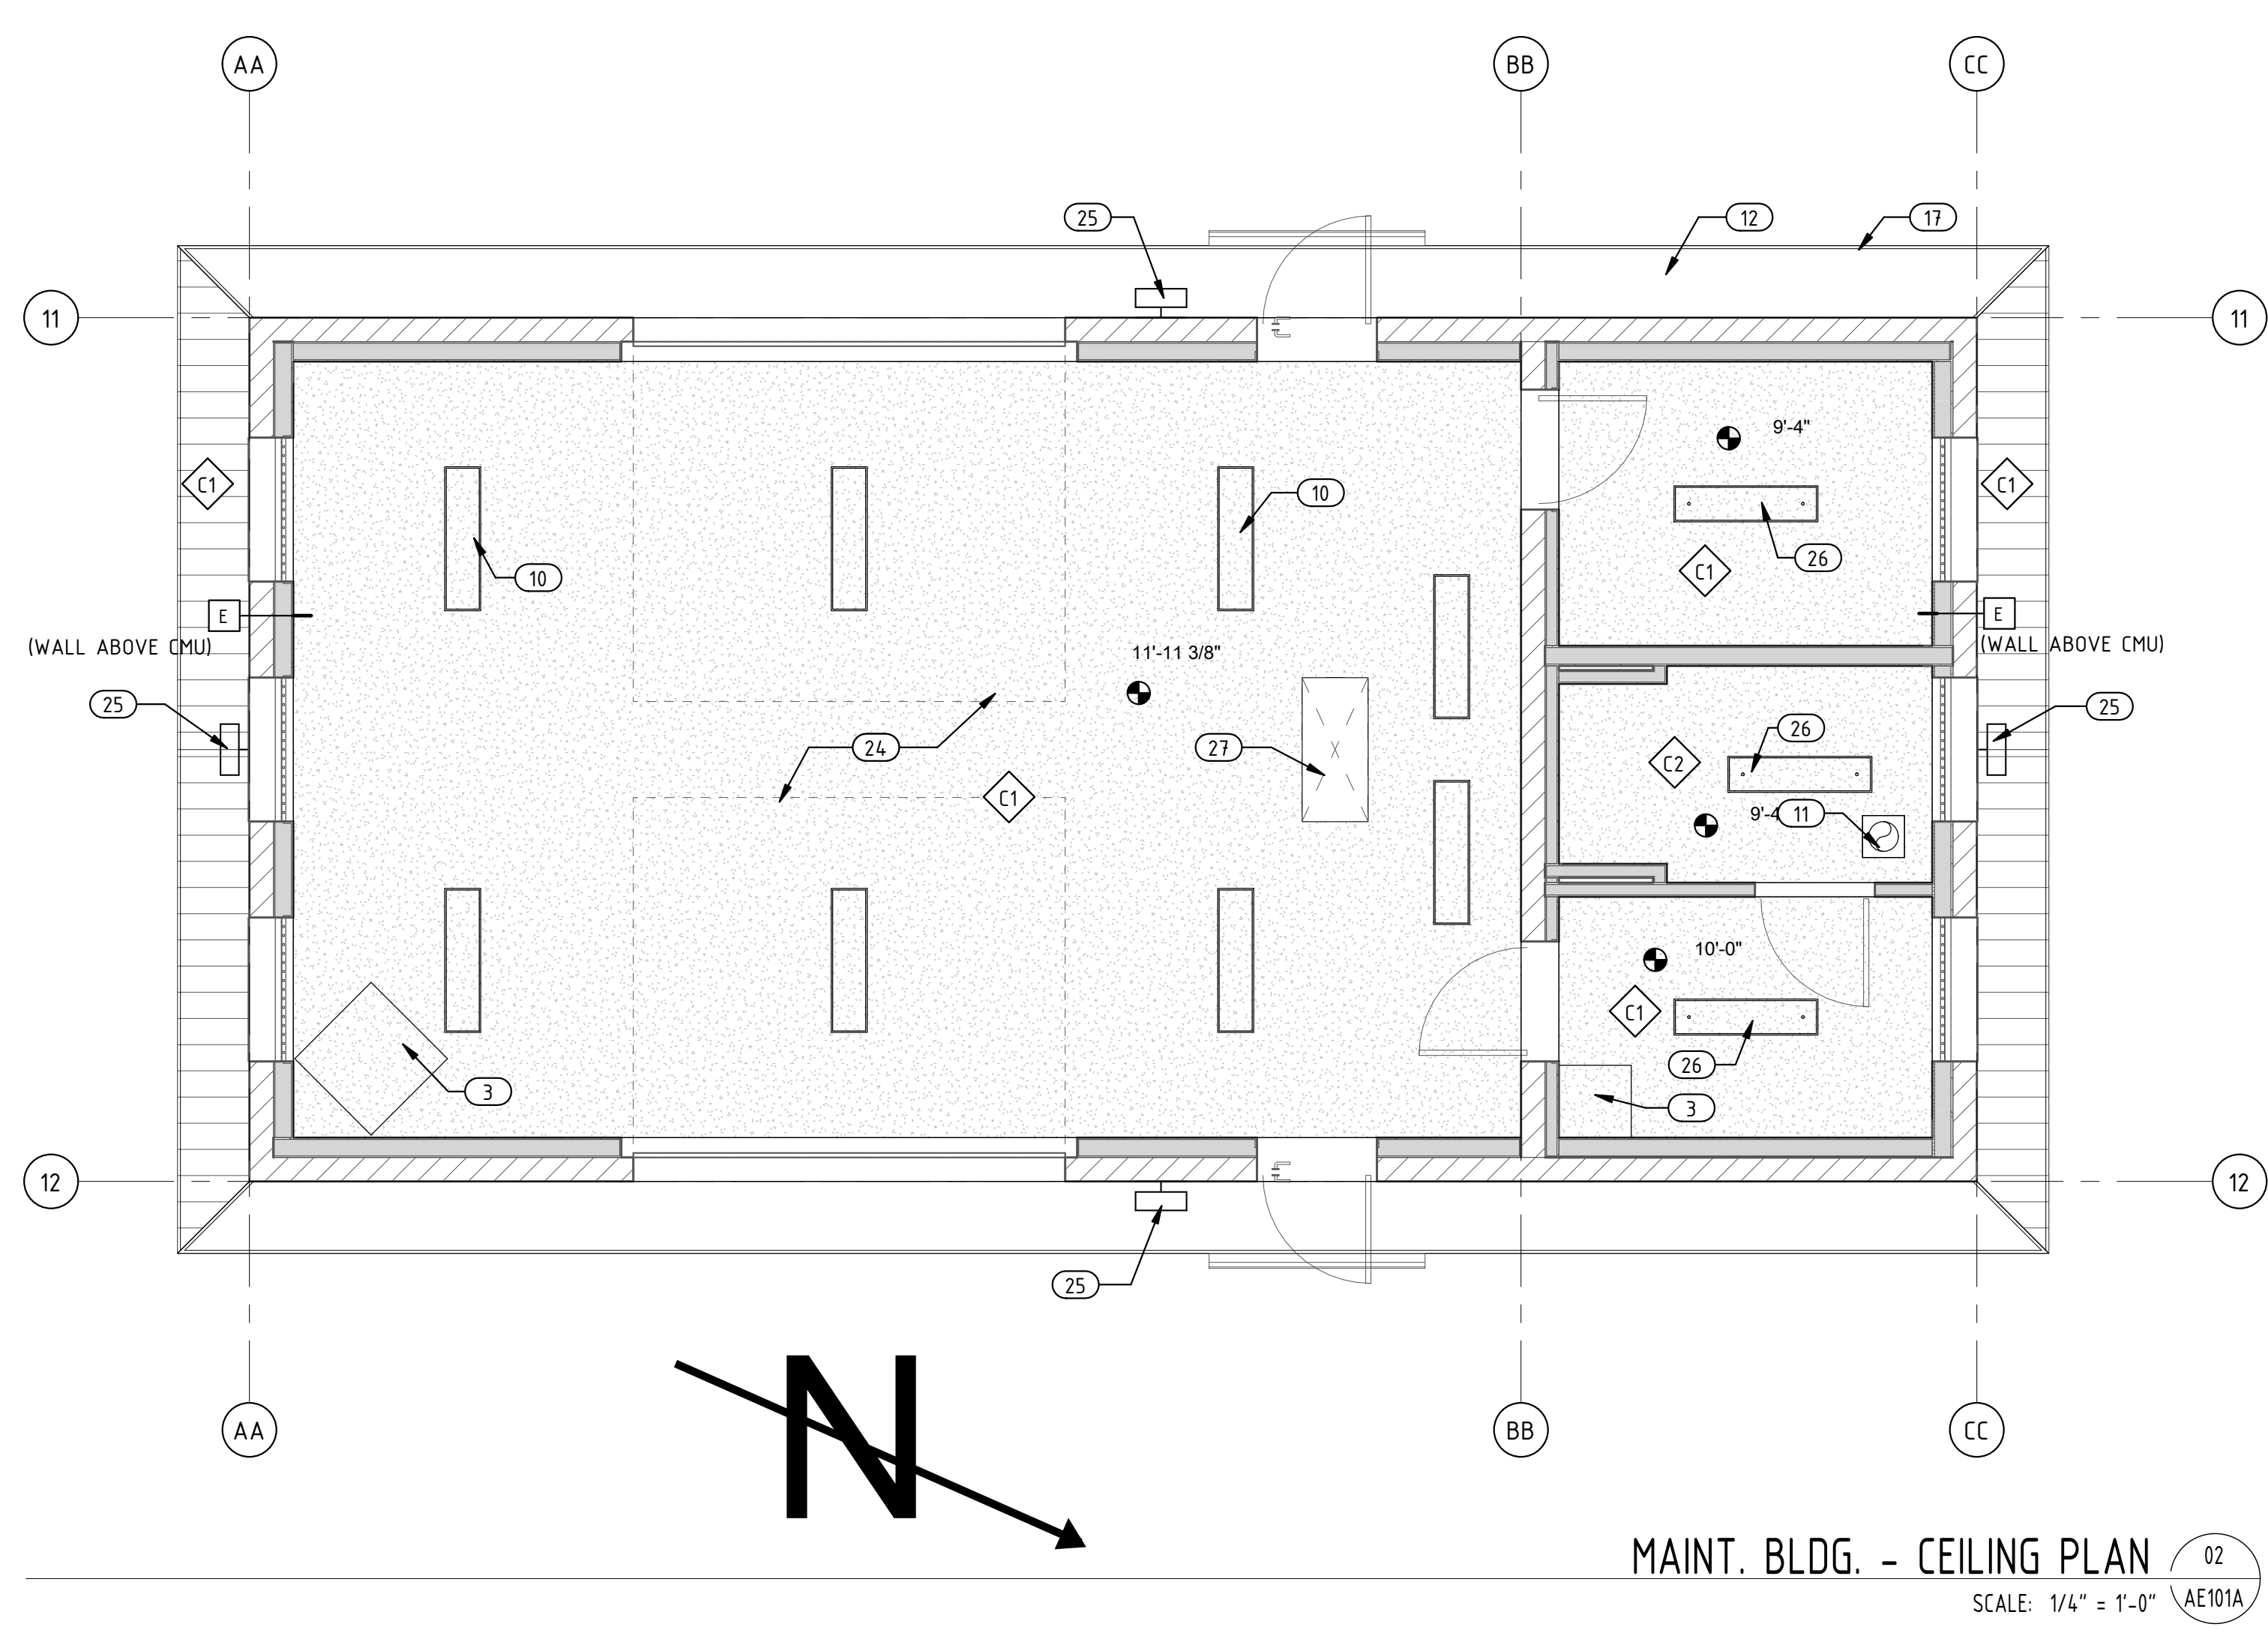 AA
BB
CC
25
12
17
11
11
9'-4"
10
C1
C1
10
26
C1
E
E
(WALL ABOVE CMU)
(WALL ABOVE CMU)
11'-11 3/8"
25
25
26
24
27
C2
C1
9'-4
11
10'-0"
C1
3
26
3
12
12
25
AA
BB
CC
N
MAINT. BLDG. - CEILING PLAN
02
SCALE: 1/4" = 1'-0"
AE101A